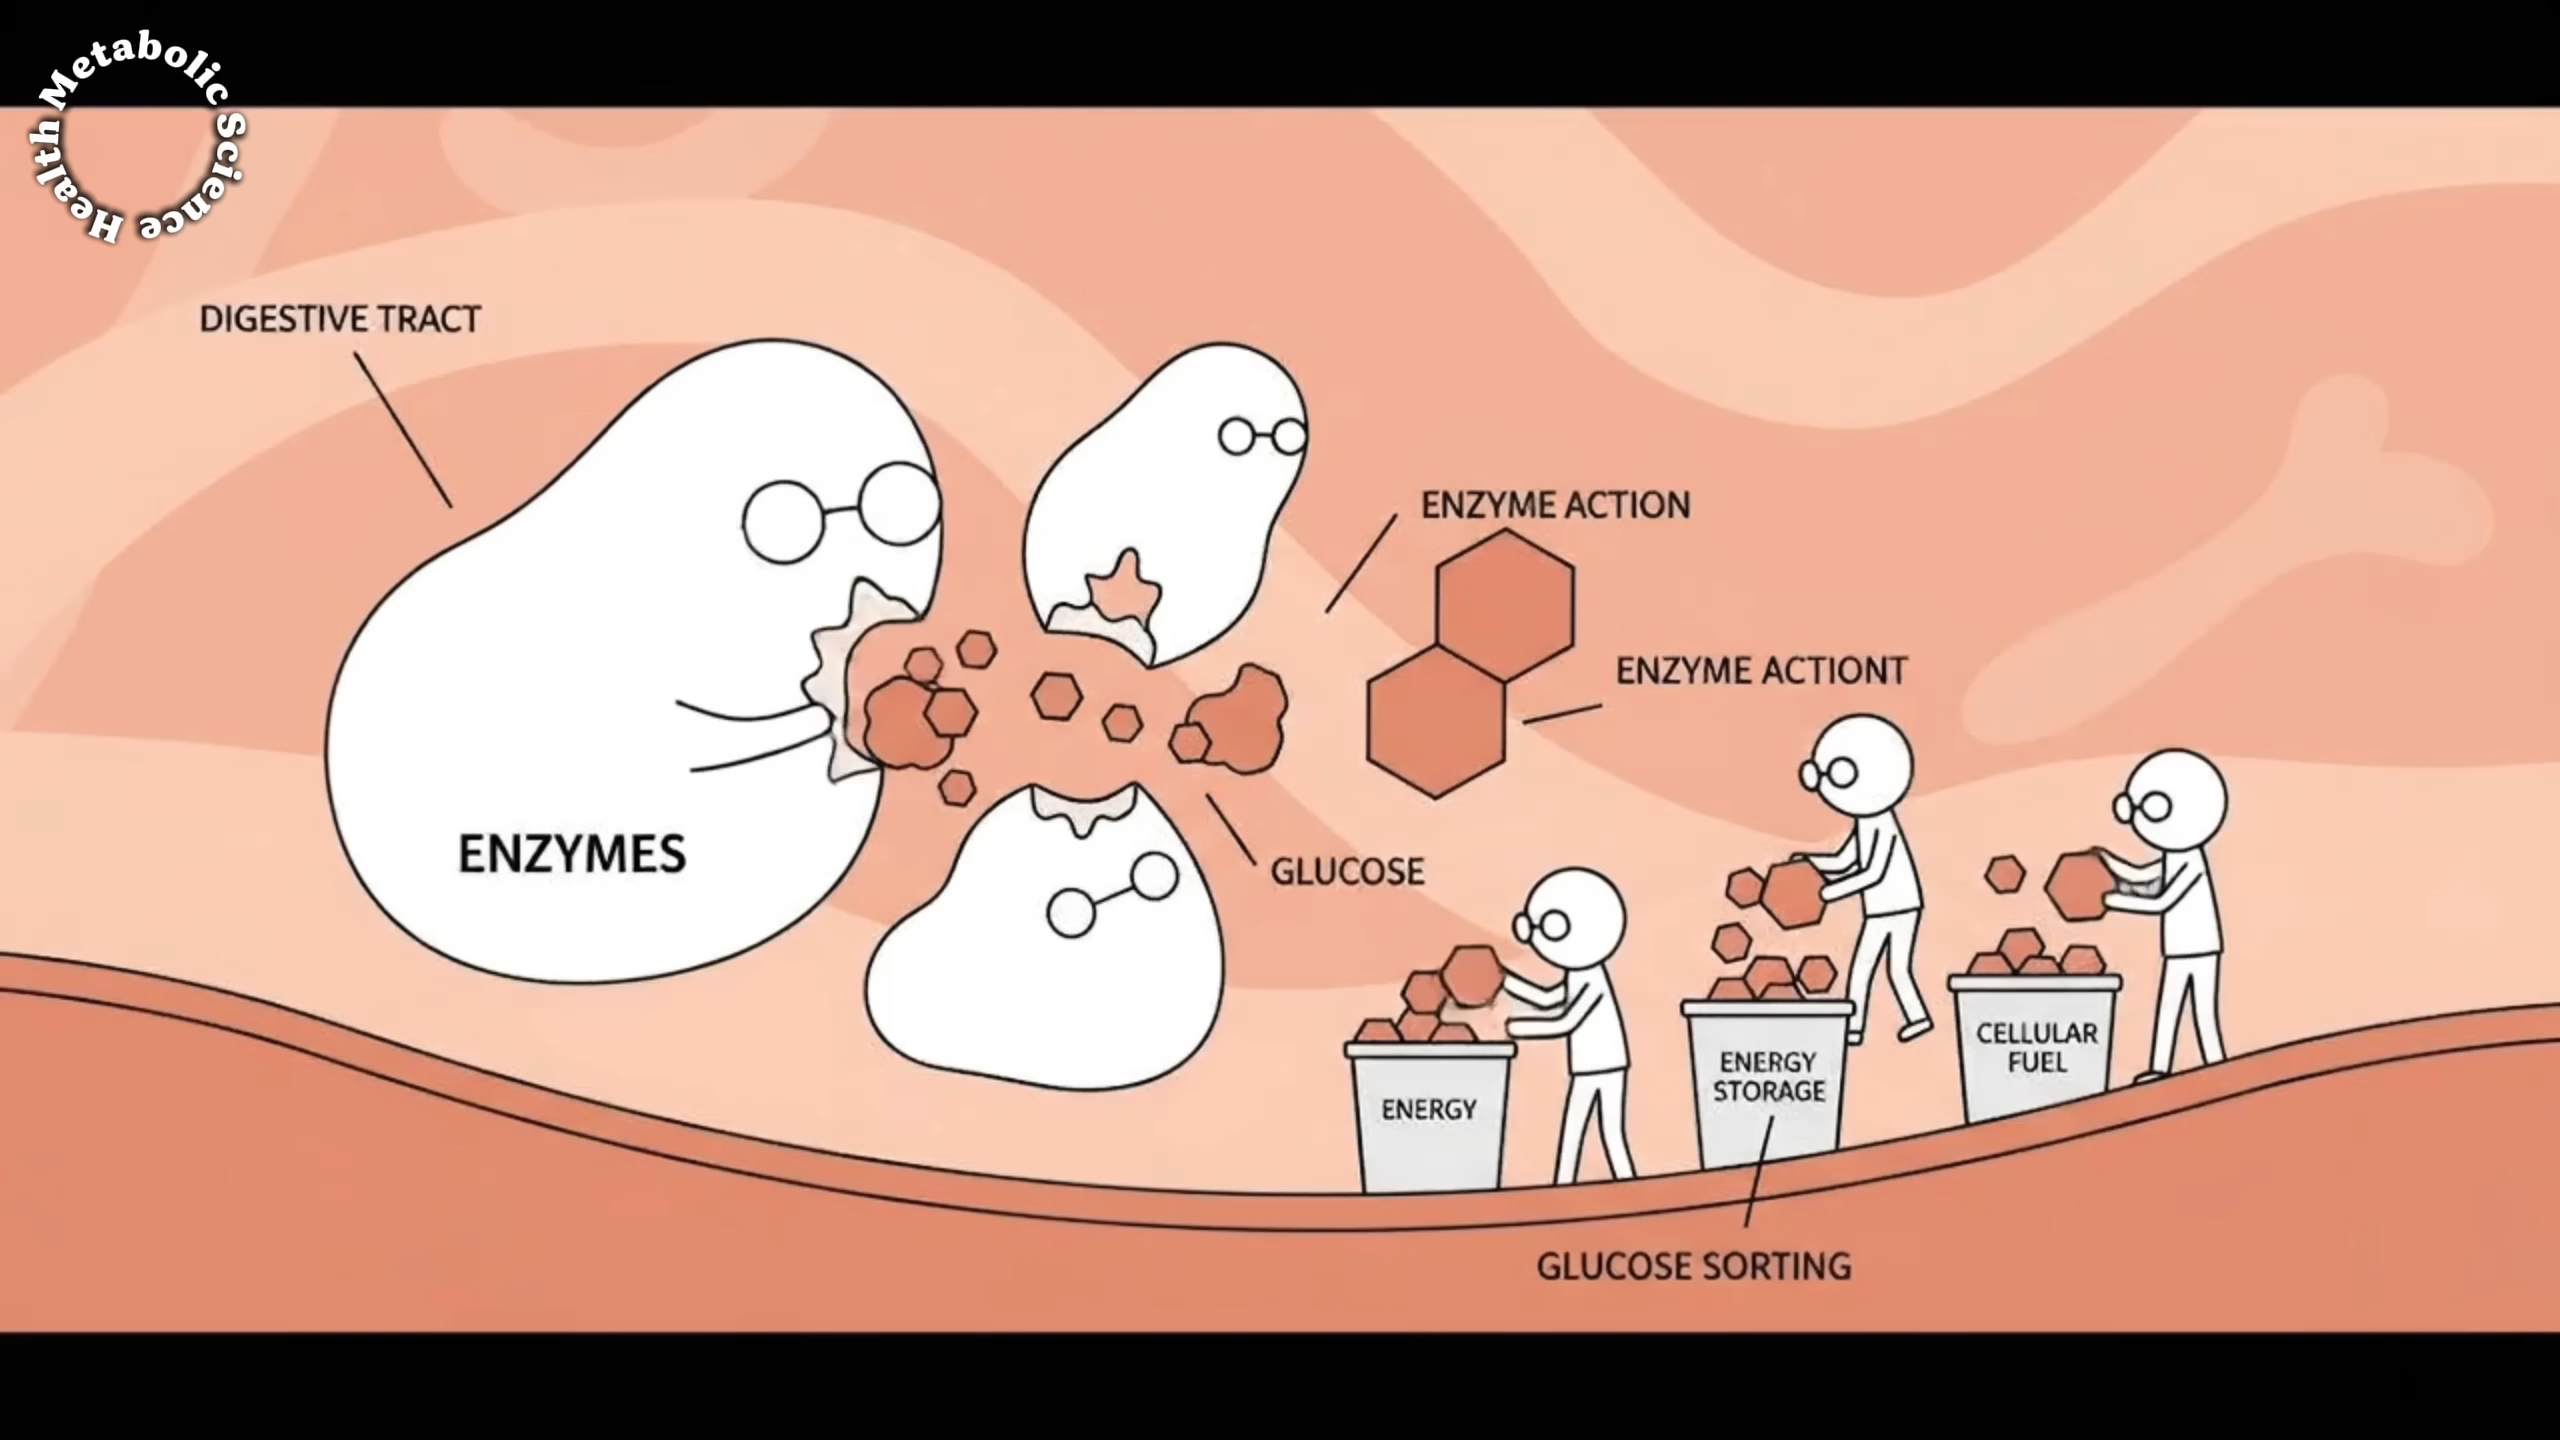 Metabolic Science Health
DIGESTIVE TRACT
ENZYME ACTION
ENZYME ACTIONT
ENZYMES
GLUCOSE
ENERGY
ENERGY
STORAGE
CELLULAR
FUEL
GLUCOSE SORTING